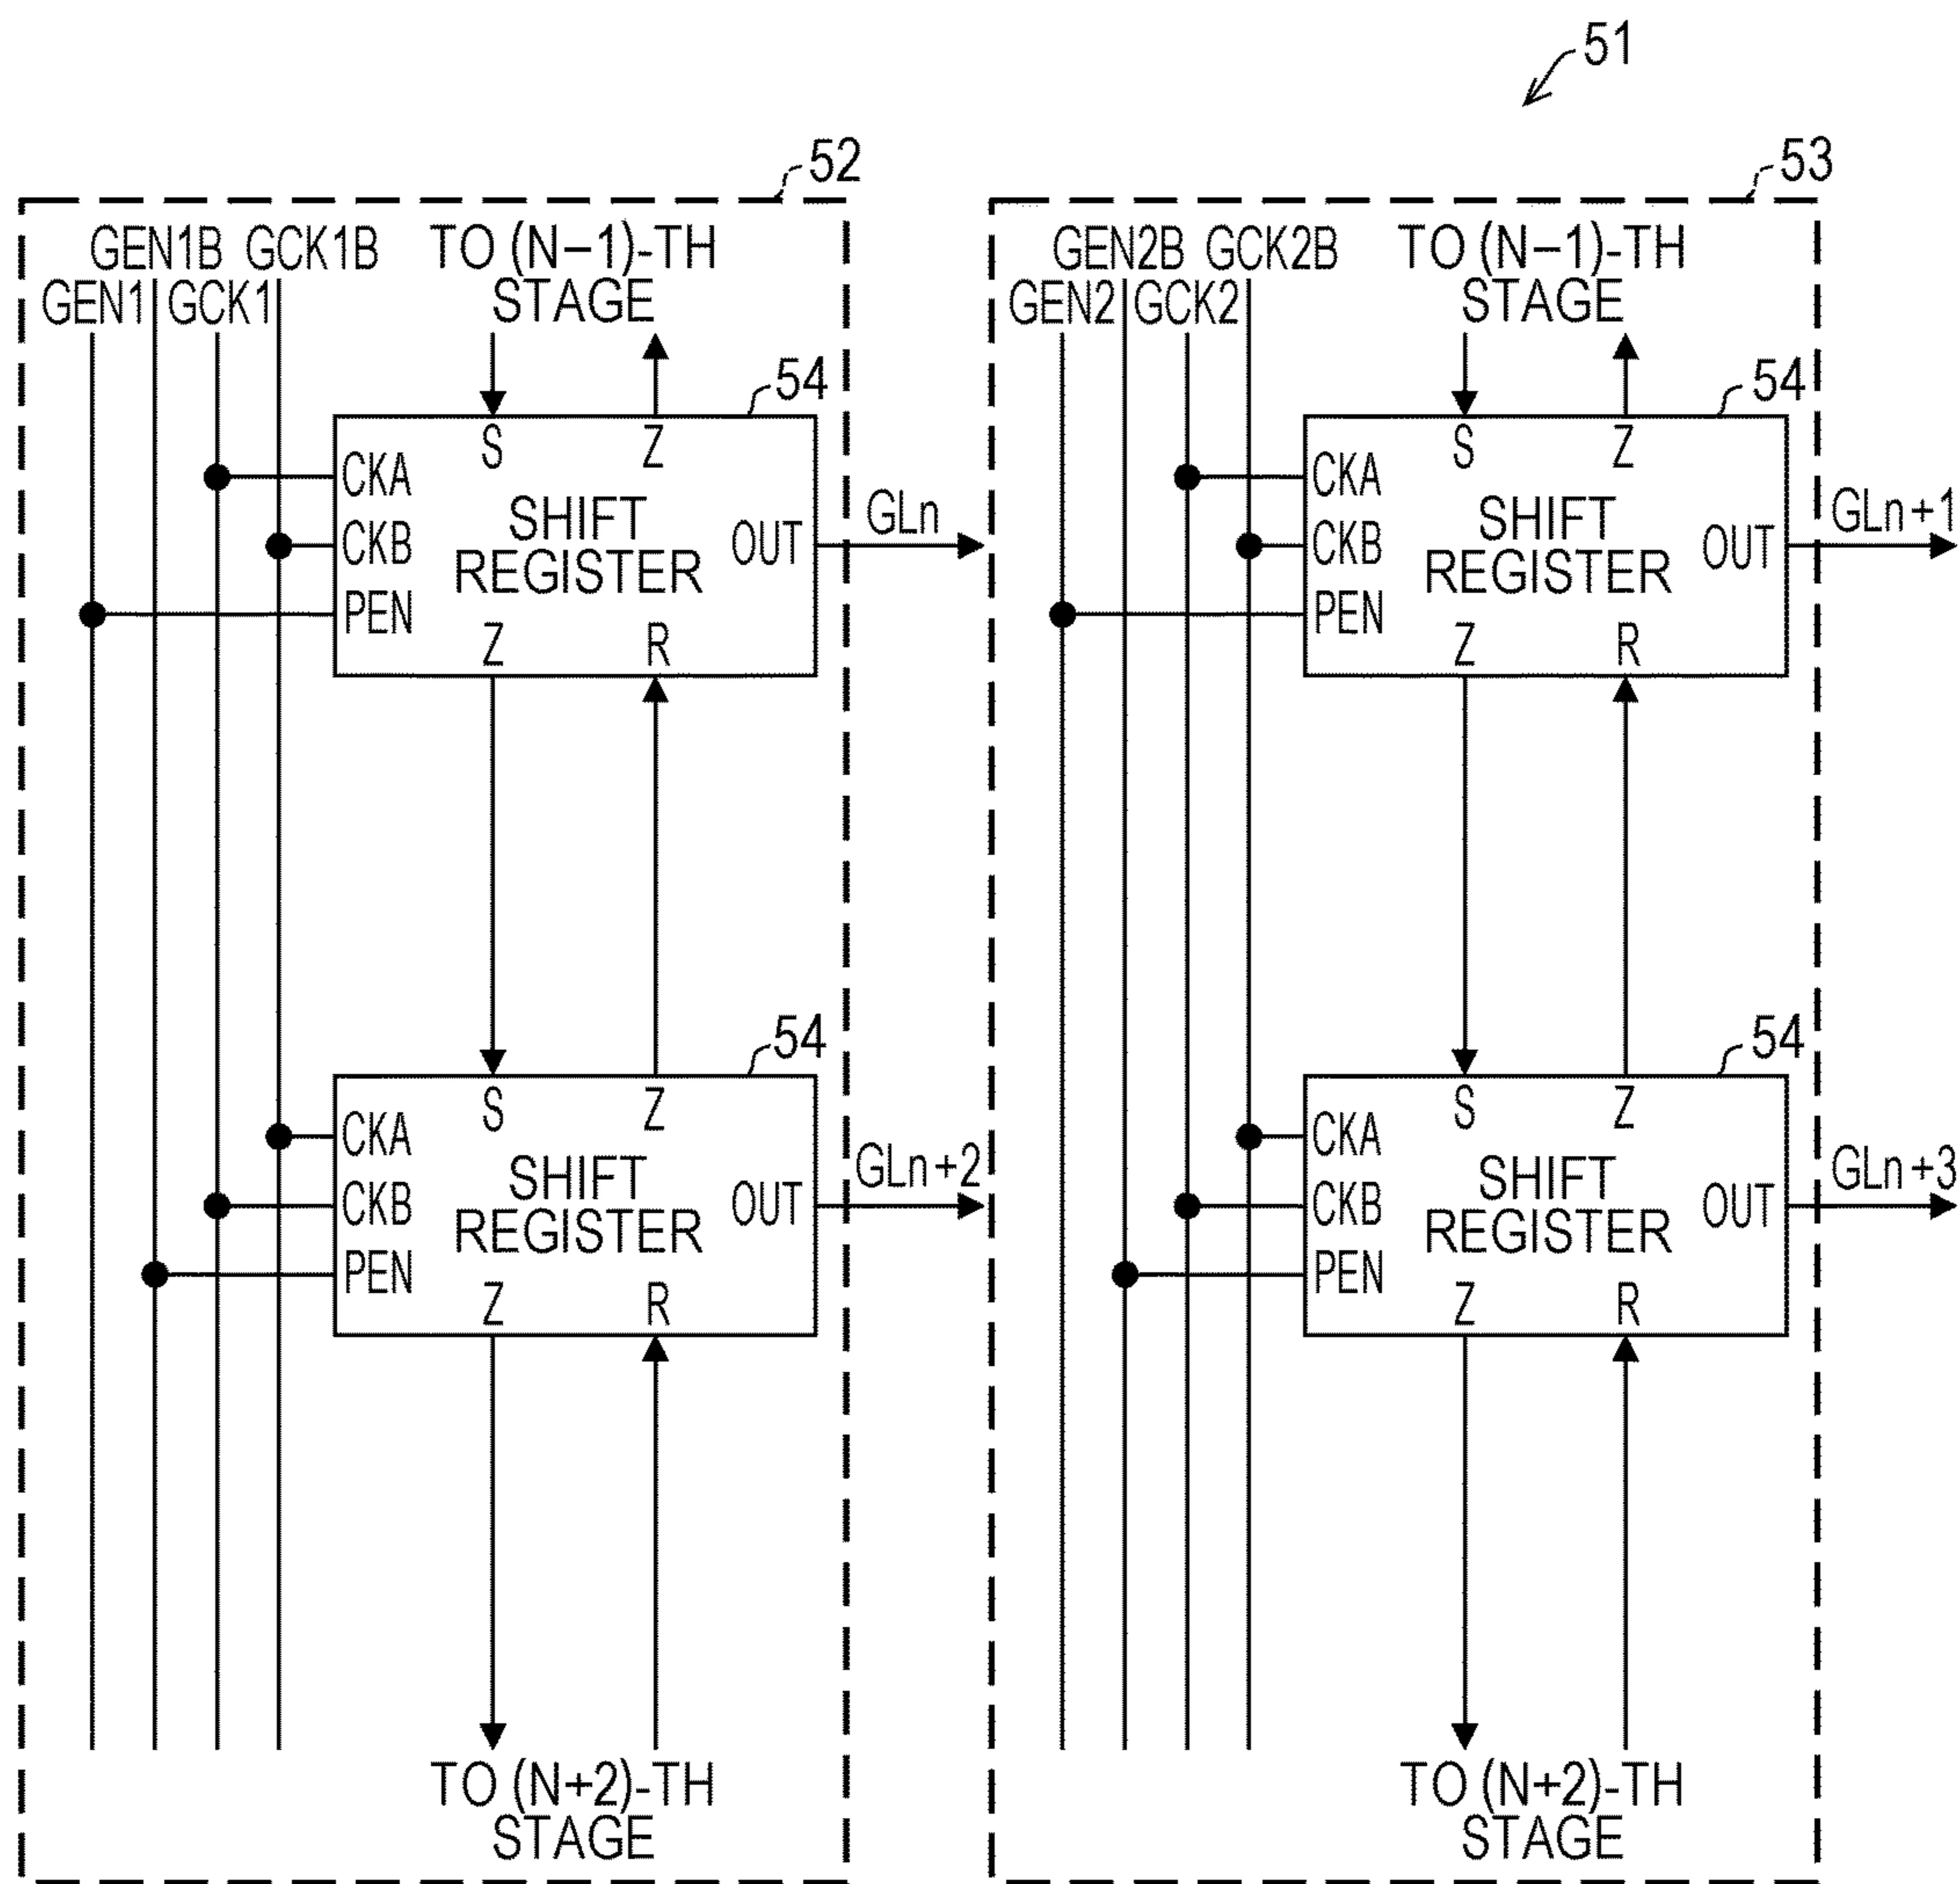 51
52
GEN1B GCK1B TO (N−1)-TH
GEN1 GCK1 STAGE
54
S Z
CKA
SHIFT
CKB OUT
REGISTER
PEN
Z R
GLn
54
S Z
CKA
SHIFT
CKB OUT
REGISTER
PEN
Z R
GLn+2
TO (N+2)-TH
STAGE
53
GEN2B GCK2B TO (N−1)-TH
GEN2 GCK2 STAGE
54
S Z
CKA
SHIFT
CKB OUT
REGISTER
PEN
Z R
GLn+1
54
S Z
CKA
SHIFT
CKB OUT
REGISTER
PEN
Z R
GLn+3
TO (N+2)-TH
STAGE